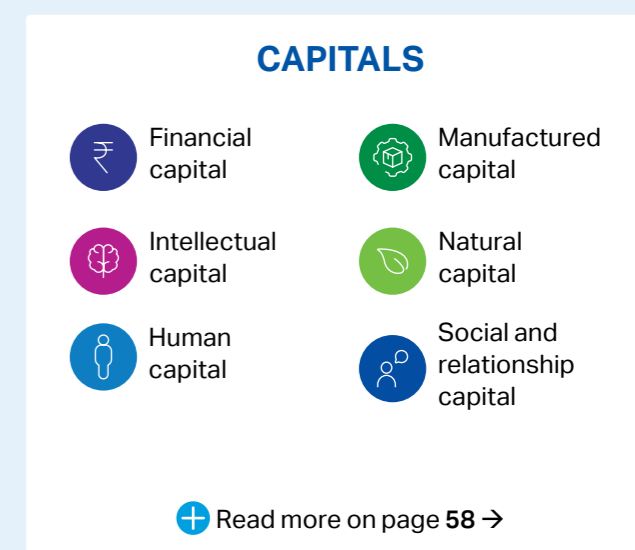 CAPITALS
₹
Financial
capital
Manufactured
capital
Intellectual
capital
Natural
capital
Human
capital
Social and
relationship
capital
Read more on page 58 →